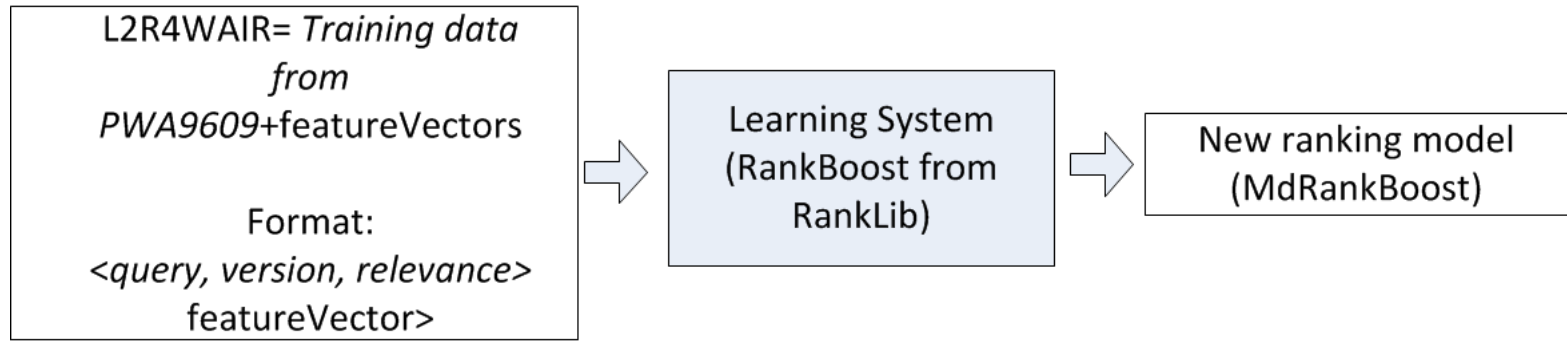 L2R4WAIR= Training data
from
PWA9609+featureVectors
Format:
<query, version, relevance>
featureVector>
Learning System
(RankBoost from
RankLib)
New ranking model
(MdRankBoost)